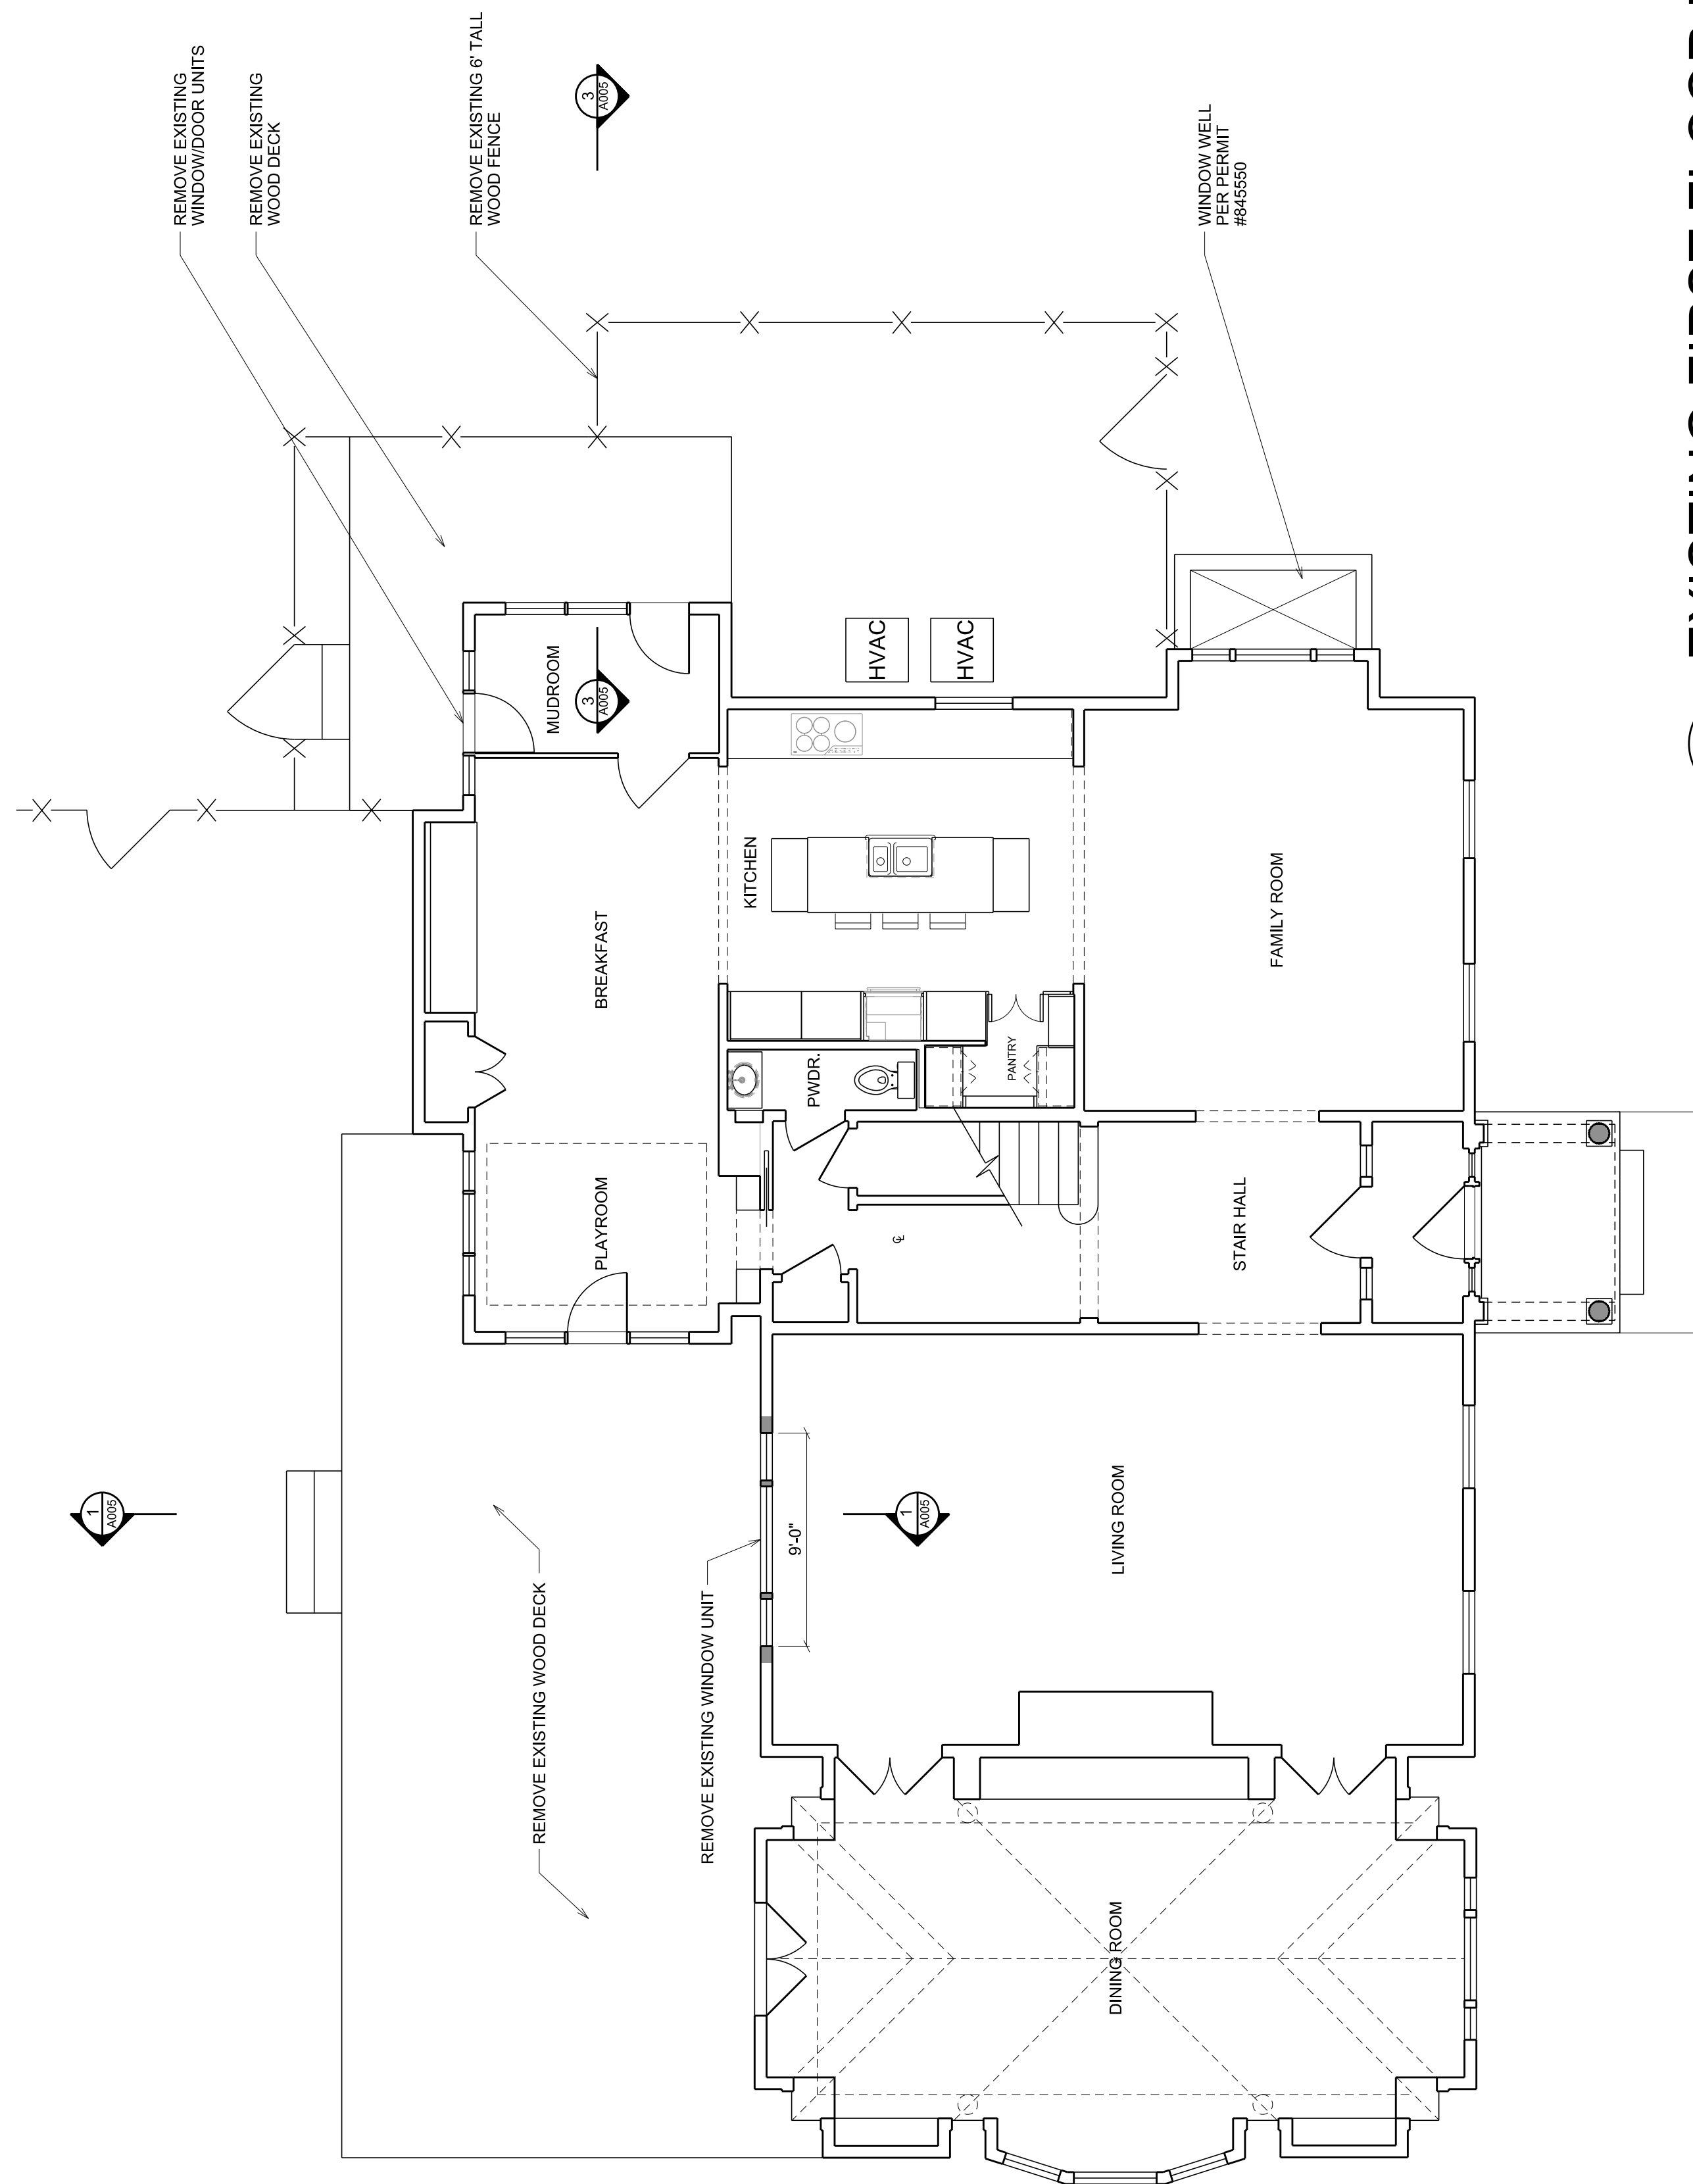 1
A005
REMOVE EXISTING
WINDOW/DOOR UNITS
REMOVE EXISTING
WOOD DECK
REMOVE EXISTING 6' TALL
WOOD FENCE
3
A005
REMOVE EXISTING WOOD DECK
MUDROOM
3
A005
PLAYROOM
BREAKFAST
REMOVE EXISTING WINDOW UNIT
KITCHEN
9'-0"
PWDR.
HVAC
℄
1
A005
HVAC
PANTRY
DINING ROOM
LIVING ROOM
STAIR HALL
FAMILY ROOM
WINDOW WELL
PER PERMIT
#845550